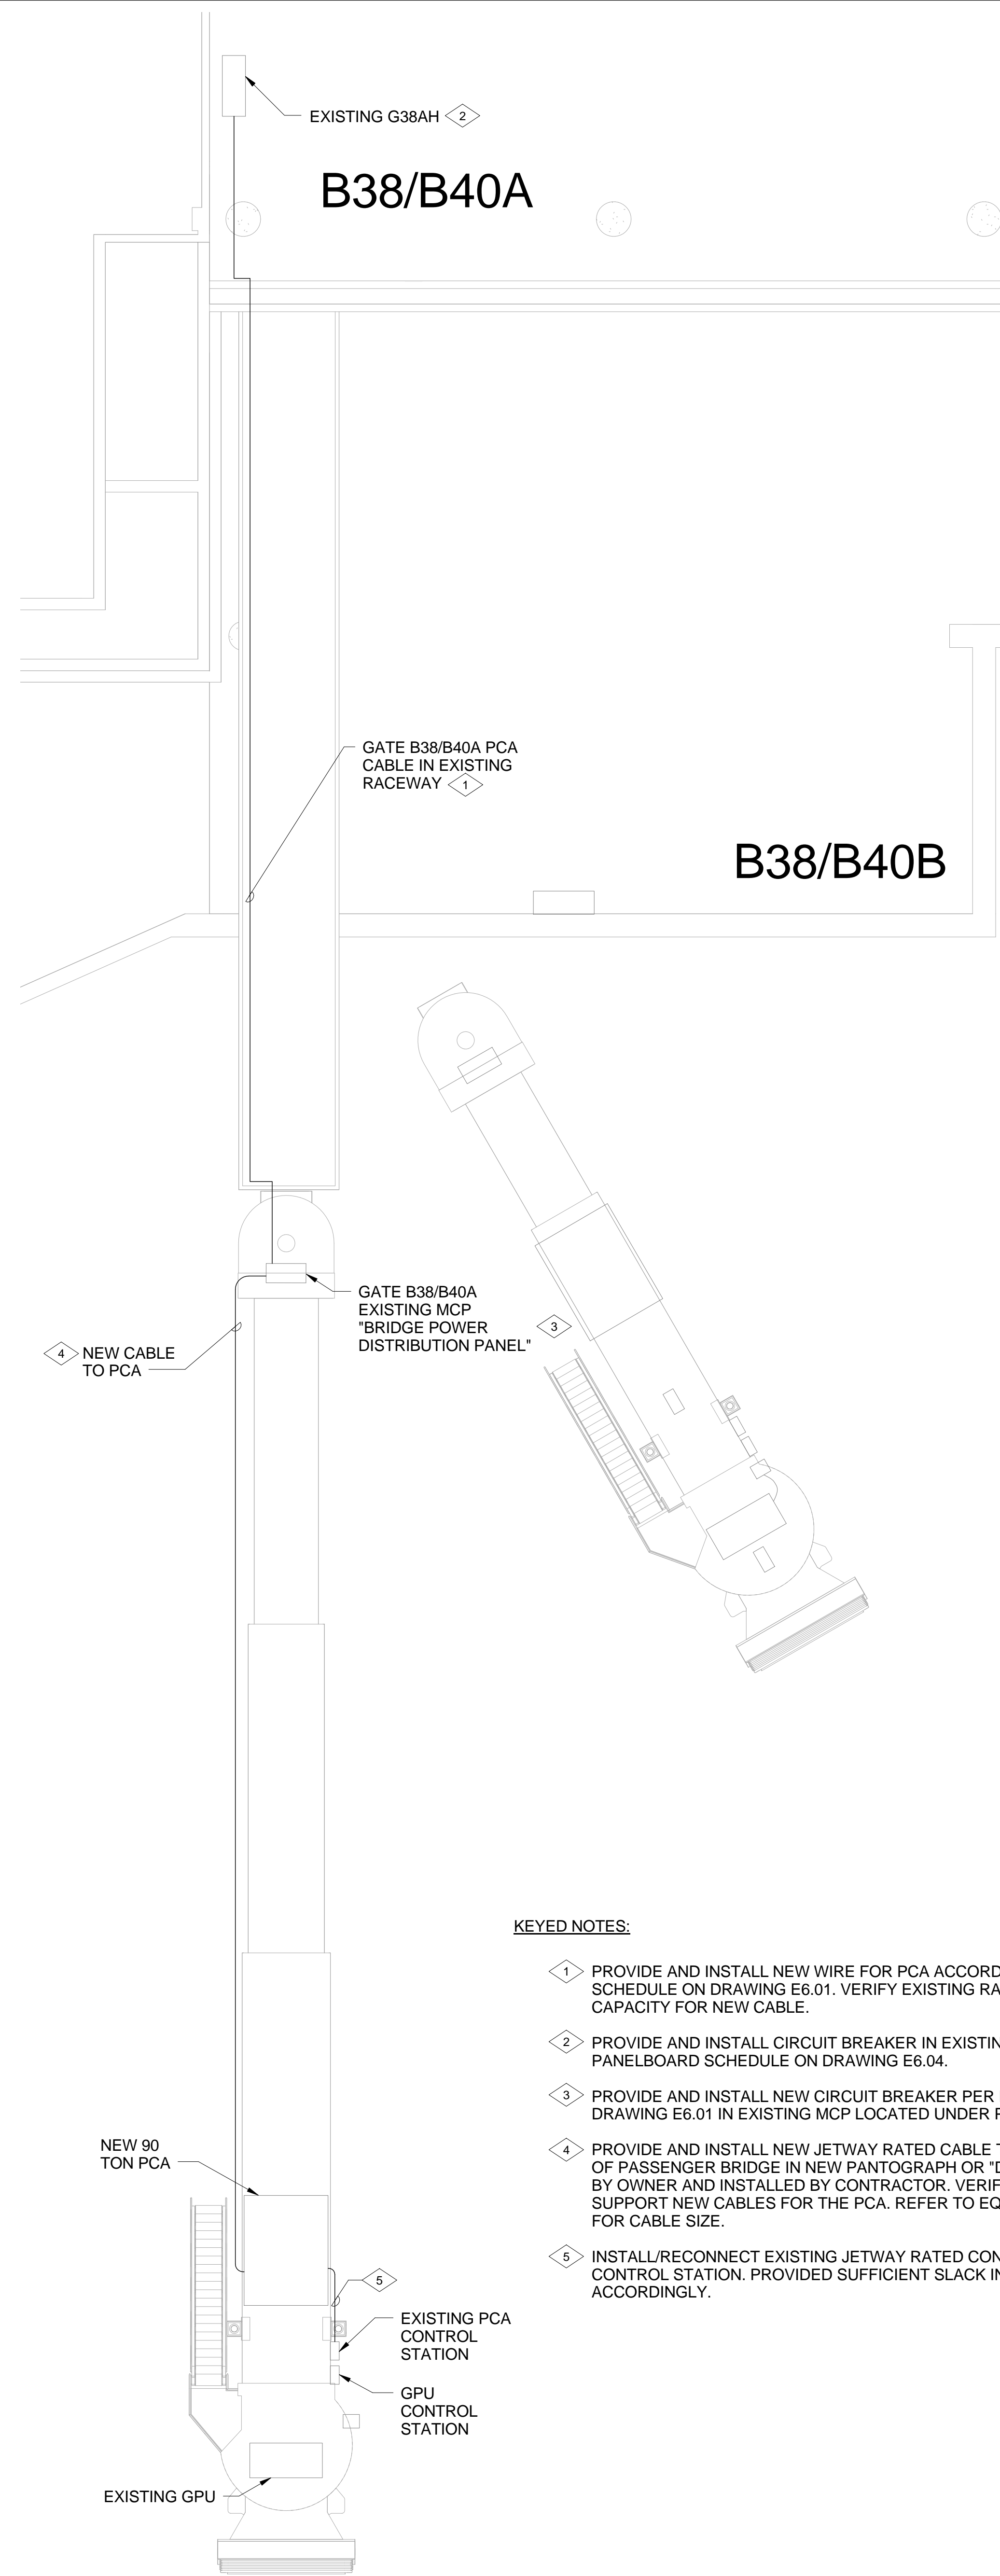 EXISTING G38AH 2
B38/B40A
GATE B38/B40A PCA
CABLE IN EXISTING
RACEWAY 1
B38/B40B
GATE B38/B40A
EXISTING MCP
"BRIDGE POWER
DISTRIBUTION PANEL" 3
4 NEW CABLE
TO PCA
KEYED NOTES:
1 PROVIDE AND INSTALL NEW WIRE FOR PCA ACCORD
SCHEDULE ON DRAWING E6.01. VERIFY EXISTING RA
CAPACITY FOR NEW CABLE.
2 PROVIDE AND INSTALL CIRCUIT BREAKER IN EXISTIN
PANELBOARD SCHEDULE ON DRAWING E6.04.
3 PROVIDE AND INSTALL NEW CIRCUIT BREAKER PER
DRAWING E6.01 IN EXISTING MCP LOCATED UNDER
4 PROVIDE AND INSTALL NEW JETWAY RATED CABLE
OF PASSENGER BRIDGE IN NEW PANTOGRAPH OR "D
BY OWNER AND INSTALLED BY CONTRACTOR. VERIF
SUPPORT NEW CABLES FOR THE PCA. REFER TO EQ
FOR CABLE SIZE.
5 INSTALL/RECONNECT EXISTING JETWAY RATED CON
CONTROL STATION. PROVIDED SUFFICIENT SLACK IN
ACCORDINGLY.
NEW 90
TON PCA
5
EXISTING PCA
CONTROL
STATION
GPU
CONTROL
STATION
EXISTING GPU